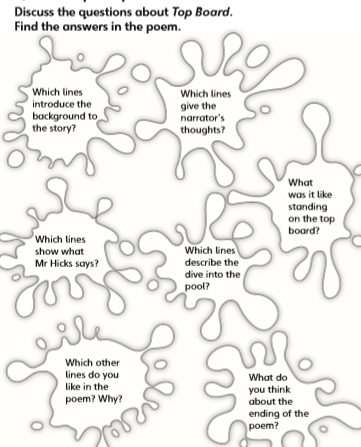 Discuss the questions about Top Board.
Find the answers in the poem.
Which lines
introduce the
background to
the story?
Which lines
give the
narrator's
thoughts?
What
was it like
standing
on the top
board?
Which lines
show what
Mr Hicks says?
Which lines
describe the
dive into the
pool?
Which other
lines do you
like in the
poem? Why?
What do
you think
about the
ending of the
poem?